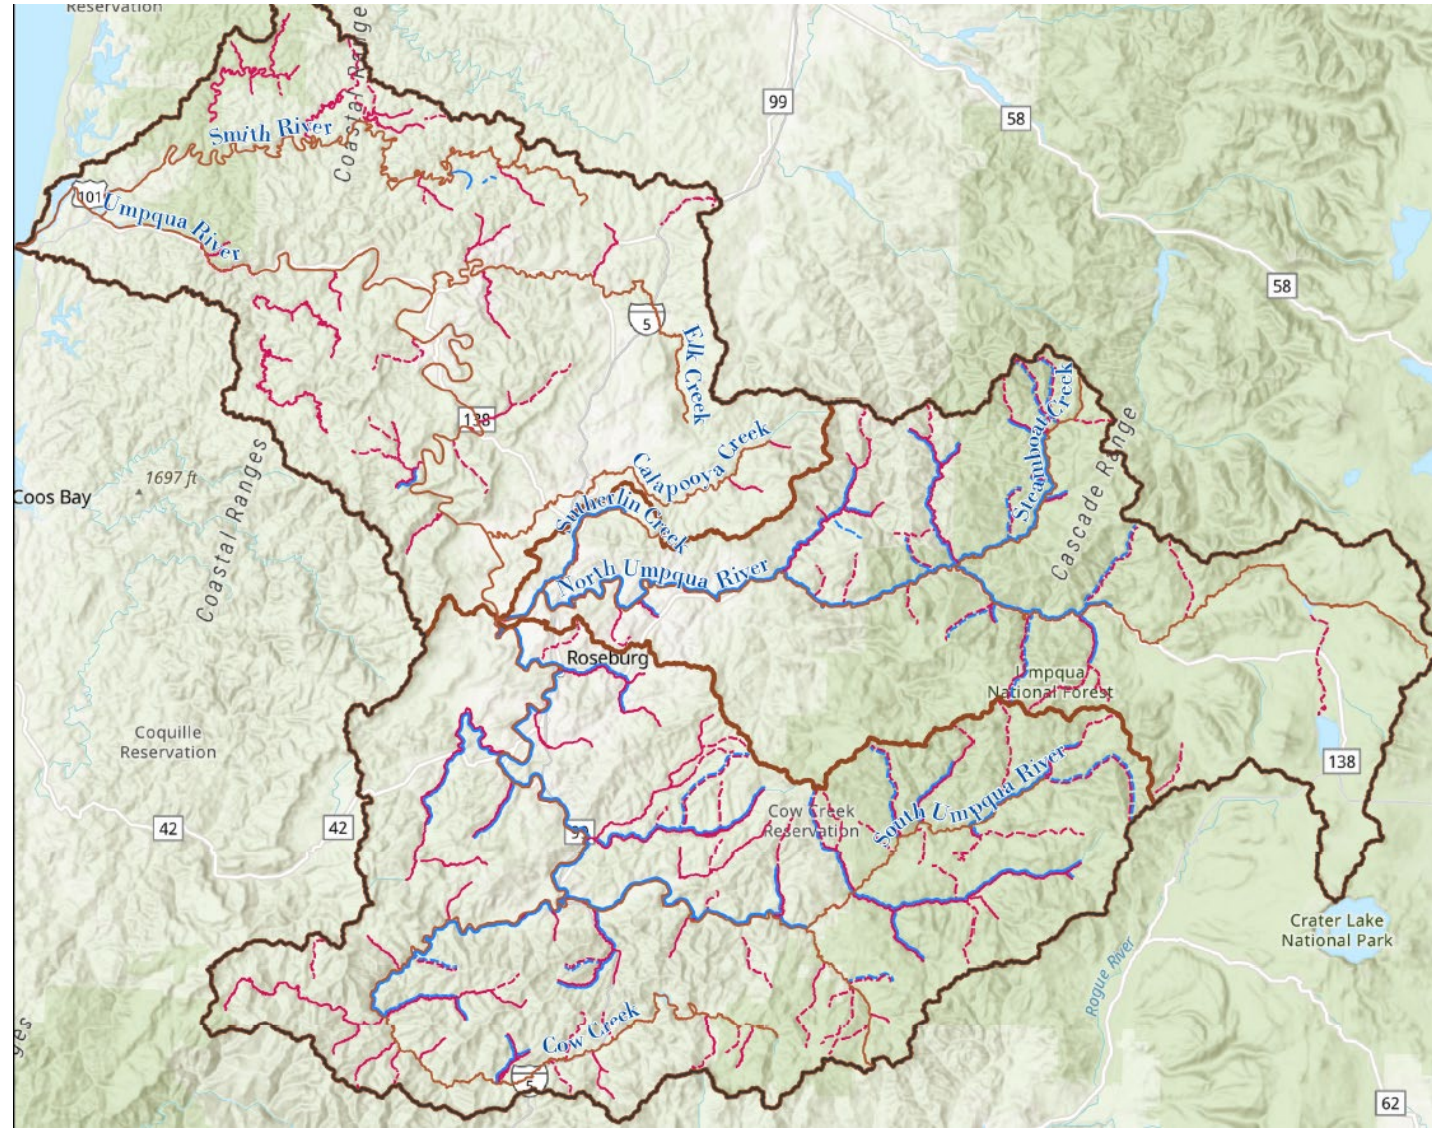 Reservation
Coastal Range
99
58
Smith River
101
Umpqua River
58
5
Elk Creek
Steamboat Creek
138
Calapooya Creek
Cascade Range
1697 ft
Coos Bay
Coastal Ranges
Sutherlin Creek
North Umpqua River
Roseburg
Umpqua
National Forest
Coquille
Reservation
138
South Umpqua River
Cow Creek
Reservation
42
42
99
Crater Lake
National Park
Rogue River
ges
Cow Creek
5
62